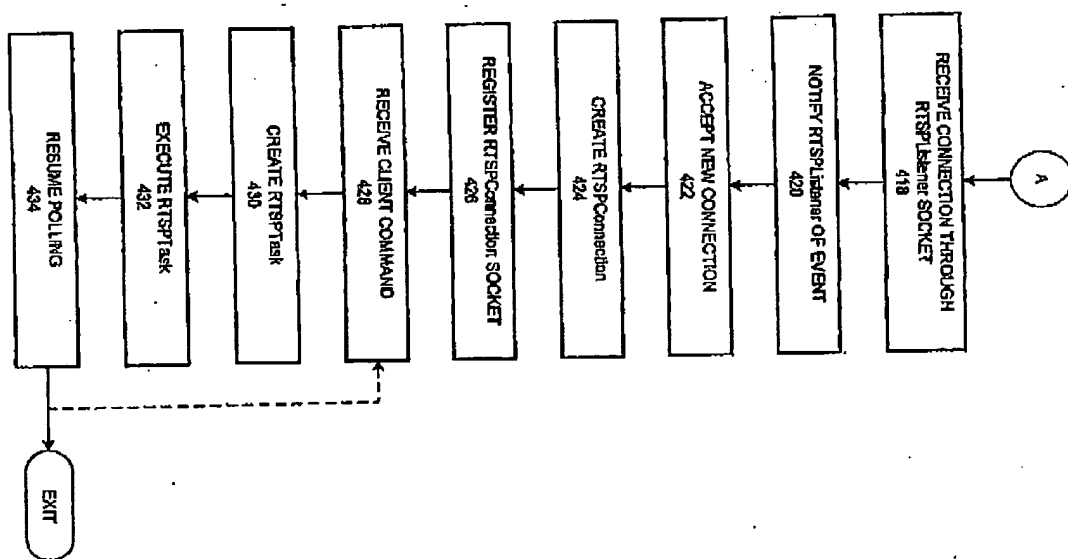 A
RECEIVE CONNECTION THROUGH
RTSPListener SOCKET
418
NOTIFY RTSPListener OF EVENT
420
ACCEPT NEW CONNECTION
422
CREATE RTSPConnection
424
REGISTER RTSPConnection SOCKET
426
RECEIVE CLIENT COMMAND
428
CREATE RTSPTask
430
EXECUTE RTSPTask
432
RESUME POLLING
434
EXIT